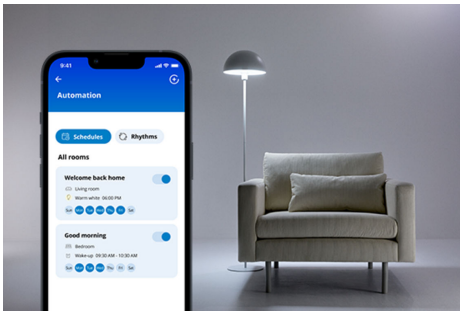 9:41
Automation
Schedules Rhythms
All rooms
Welcome back home
Living room
Warm white 06:00 PM
Sun Mon Tue Wed Thu Fri Sat
Good morning
Bedroom
Wake-up 09:30 AM - 10:30 AM
Sun Mon Tue Wed Thu Fri Sat